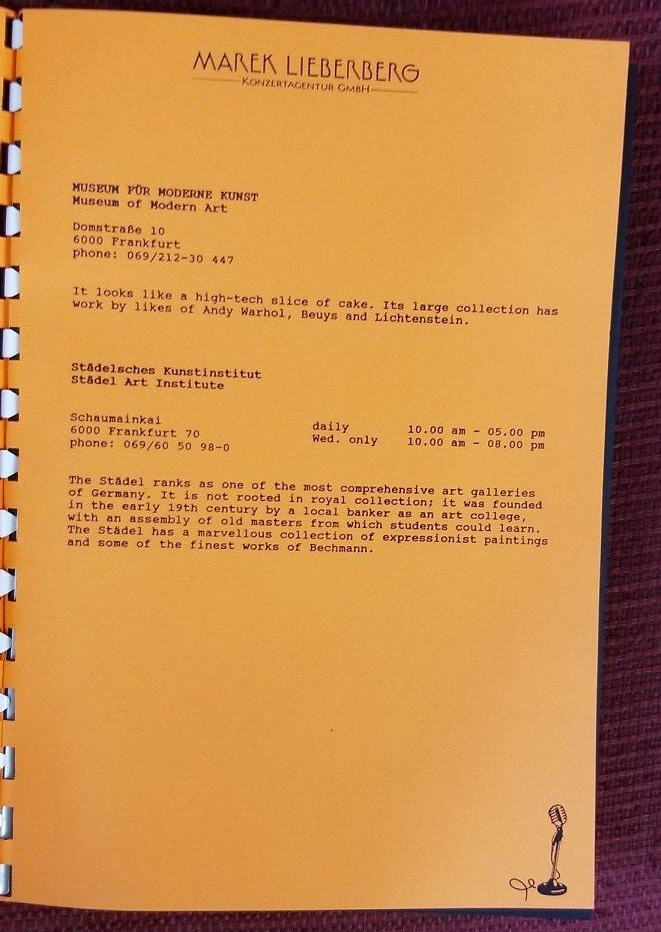 MAREK LIEBERBERG
KONZERTAGENTUR GMBH
MUSEUM FÜR MODERNE KUNST
Museum of Modern Art
Domstraße 10
6000 Frankfurt
phone: 069/212-30 447
It looks like a high-tech slice of cake. Its large collection has
work by likes of Andy Warhol, Beuys and Lichtenstein.
Städelsches Kunstinstitut
Städel Art Institute
Schaumainkai
6000 Frankfurt 70
phone: 069/60 50 98-0
daily 10.00 am - 05.00 pm
Wed. only 10.00 am - 08.00 pm
The Städel ranks as one of the most comprehensive art galleries
of Germany. It is not rooted in royal collection; it was founded
in the early 19th century by a local banker as an art college,
with an assembly of old masters from which students could learn.
The Städel has a marvellous collection of expressionist paintings
and some of the finest works of Bechmann.